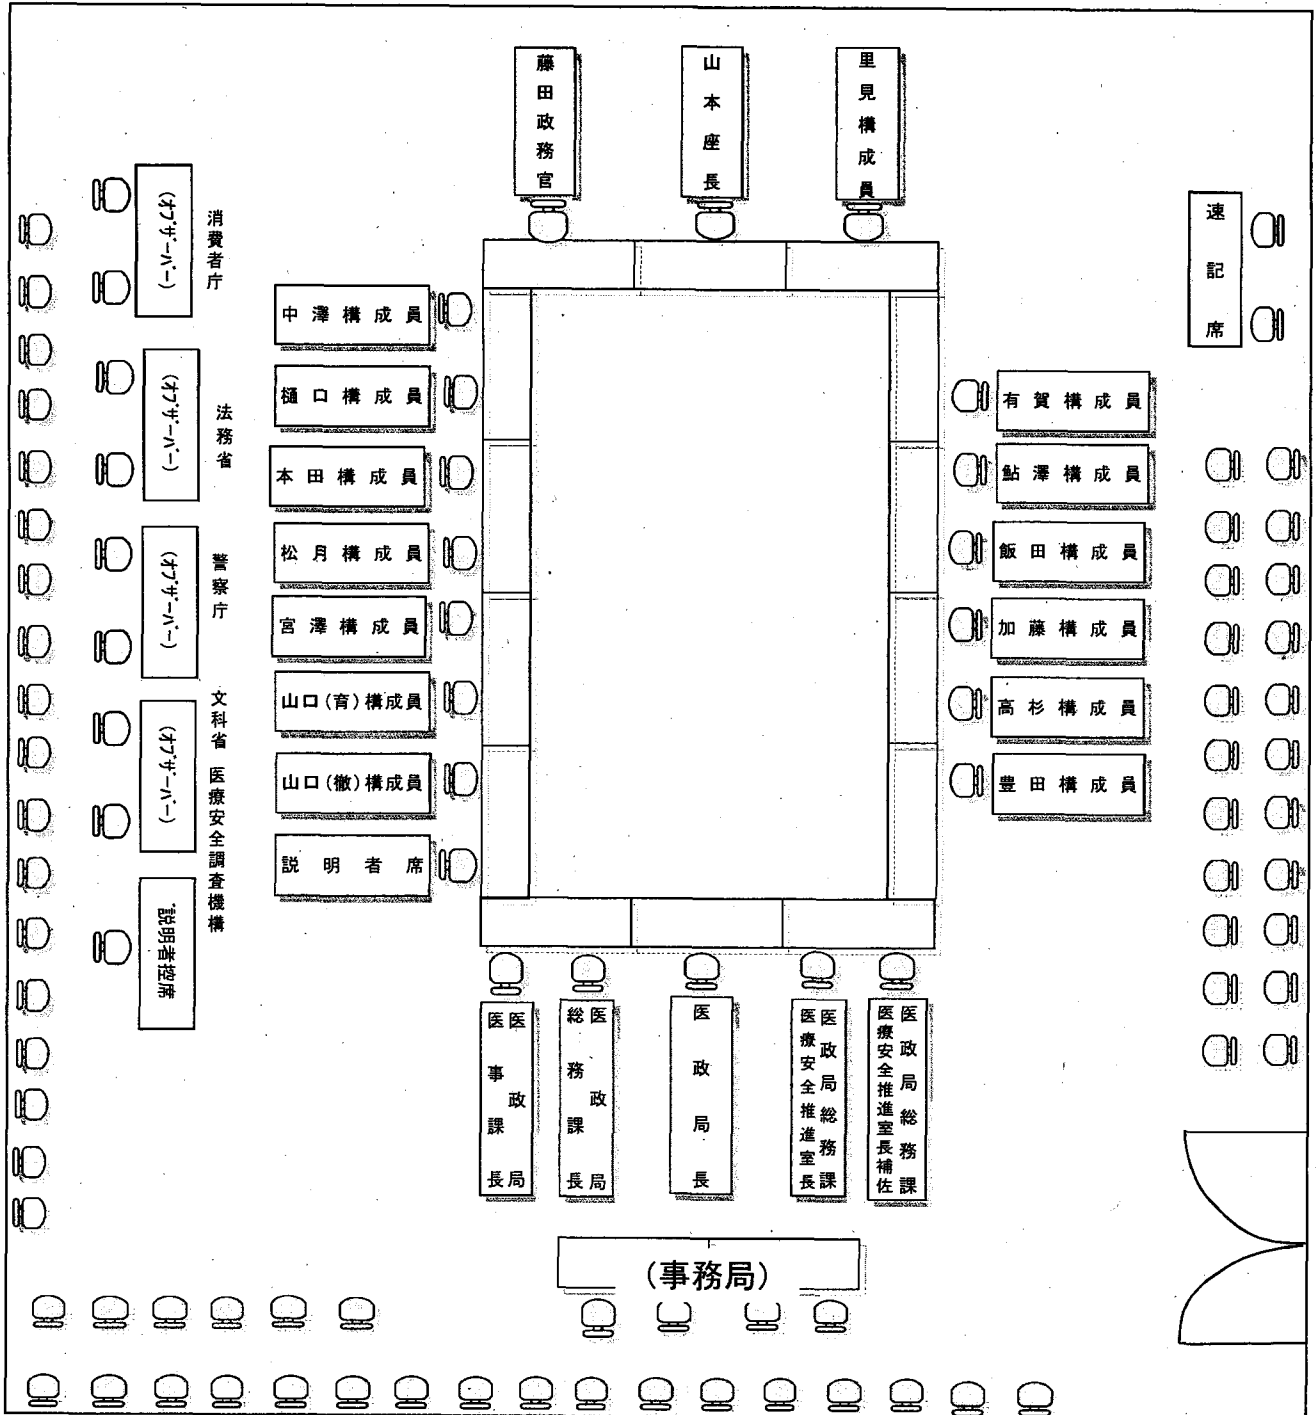 藤田政務官
山本座長
里見構成員
速記席
消費者庁
(オブザーバー)
法務省
(オブザーバー)
警察庁
(オブザーバー)
文科省
(オブザーバー)
医療安全調査機構
説明者控席
中澤構成員
樋口構成員
本田構成員
松月構成員
宮澤構成員
山口(育)構成員
山口(徹)構成員
説明者席
有賀構成員
鮎澤構成員
飯田構成員
加藤構成員
高杉構成員
豊田構成員
医政局
医事課長
医政局
総務課長
医政局長
医政局総務課
医療安全推進室長
医政局総務課
医療安全推進室長補佐
(事務局)